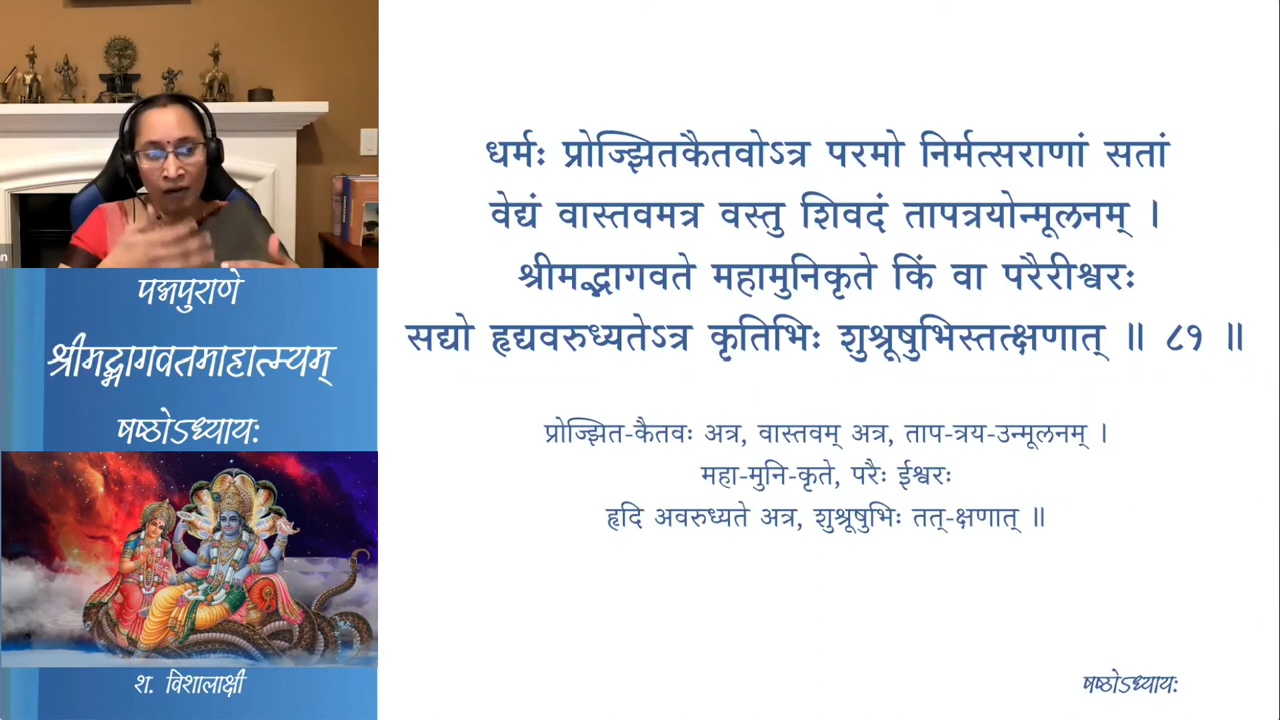 धर्मः प्रोज्झितकैतवोऽत्र परमो निर्मत्सराणां सतां
वेद्यं वास्तवमत्र वस्तु शिवदं तापत्रयोन्मूलनम् ।
श्रीमद्भागवते महामुनिकृते किं वा परैरीश्वरः
सद्यो हृद्यवरुध्यतेऽत्र कृतिभिः शुश्रूषुभिस्तत्क्षणात् ॥ ८१ ॥
प्रोज्झित-कैतवः अत्र, वास्तवम् अत्र, ताप-त्रय-उन्मूलनम् ।
महा-मुनि-कृते, परैः ईश्वरः
हृदि अवरुध्यते अत्र, शुश्रूषुभिः तत्-क्षणात् ॥
पद्मपुराणे
श्रीमद्भागवतमाहात्म्यम्
षष्ठोऽध्यायः
श. विशालाक्षी
षष्ठोऽध्यायः